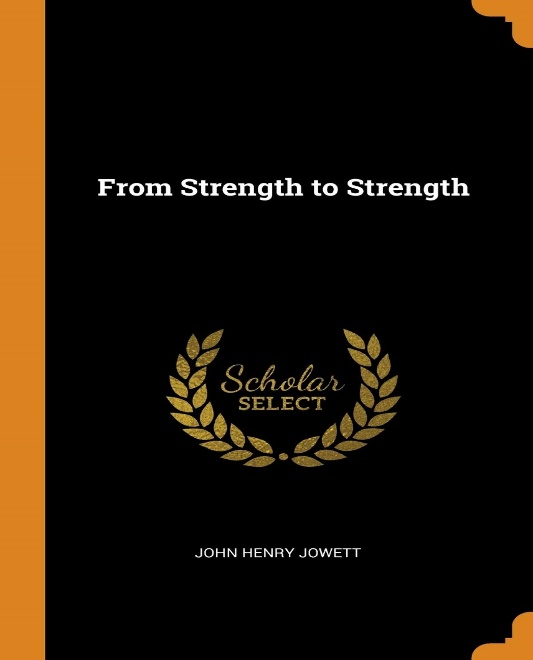 From Strength to Strength
Scholar
SELECT
JOHN HENRY JOWETT